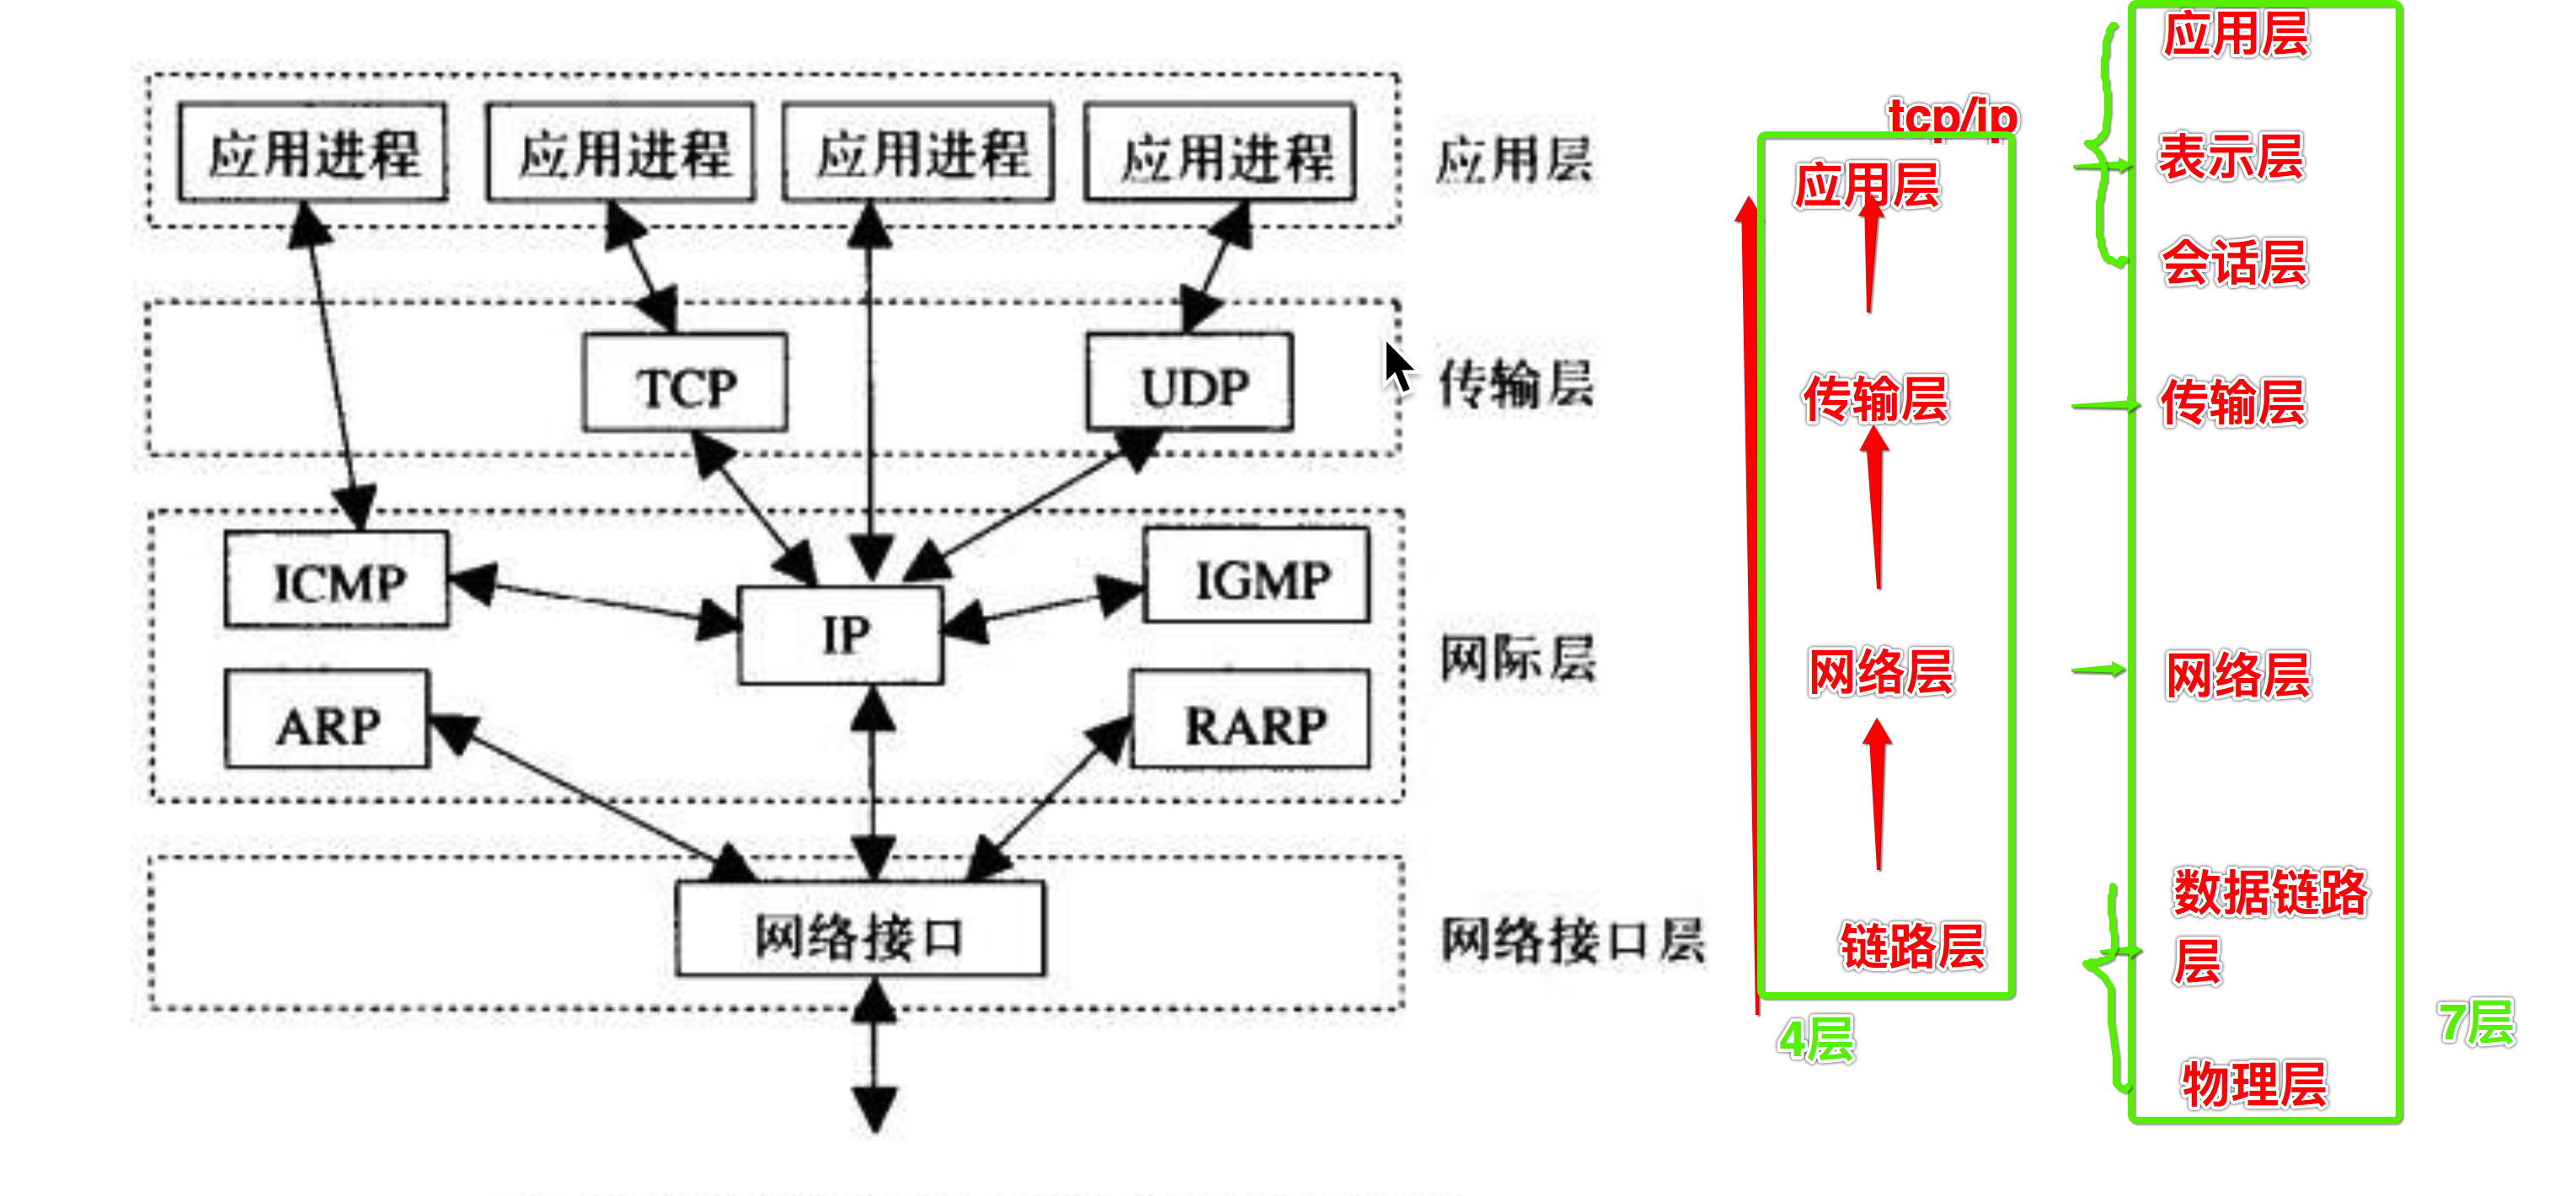 应用进程 应用进程 应用进程 应用进程 应用层
TCP UDP 传输层
ICMP IGMP
IP
网际层
ARP RARP
网络接口 网络接口层
tcp/ip
应用层
传输层
网络层
链路层
4层
应用层
表示层
会话层
传输层
网络层
数据链路
层
物理层
7层